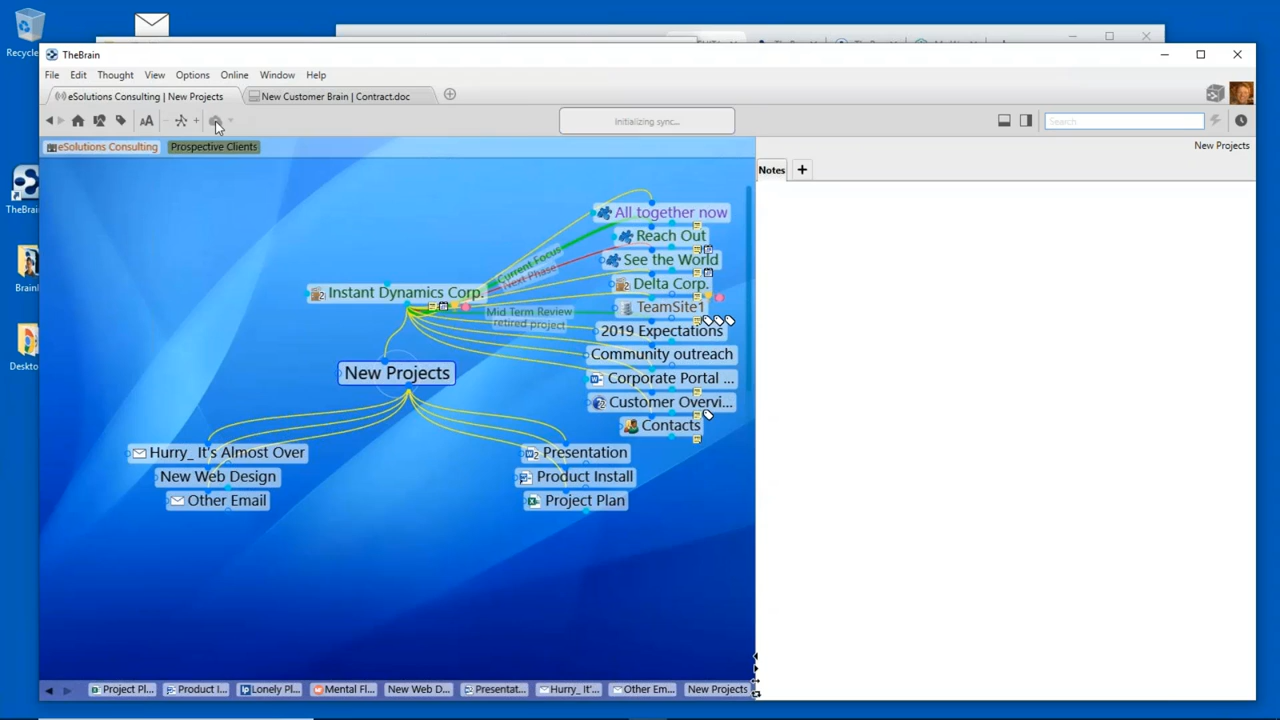 Recycle
TheBrain
File Edit Thought View Options Online Window Help
eSolutions Consulting | New Projects
New Customer Brain | Contract.doc
AA
Initializing sync...
Search
eSolutions Consulting
Prospective Clients
New Projects
Notes +
All together now
Reach Out
See the World
Delta Corp.
TeamSite1
2019 Expectations
Community outreach
Corporate Portal ...
Customer Overvi...
Contacts
Current Focus
Next Phase
Mid Term Review
retired project
Instant Dynamics Corp.
New Projects
Hurry_ It's Almost Over
New Web Design
Other Email
Presentation
Product Install
Project Plan
TheBrain
BrainI
Desktop
Project Pl... Product I... Lonely Pl... Mental Fl... New Web D... Presentat... Hurry_ It'... Other Em... New Projects